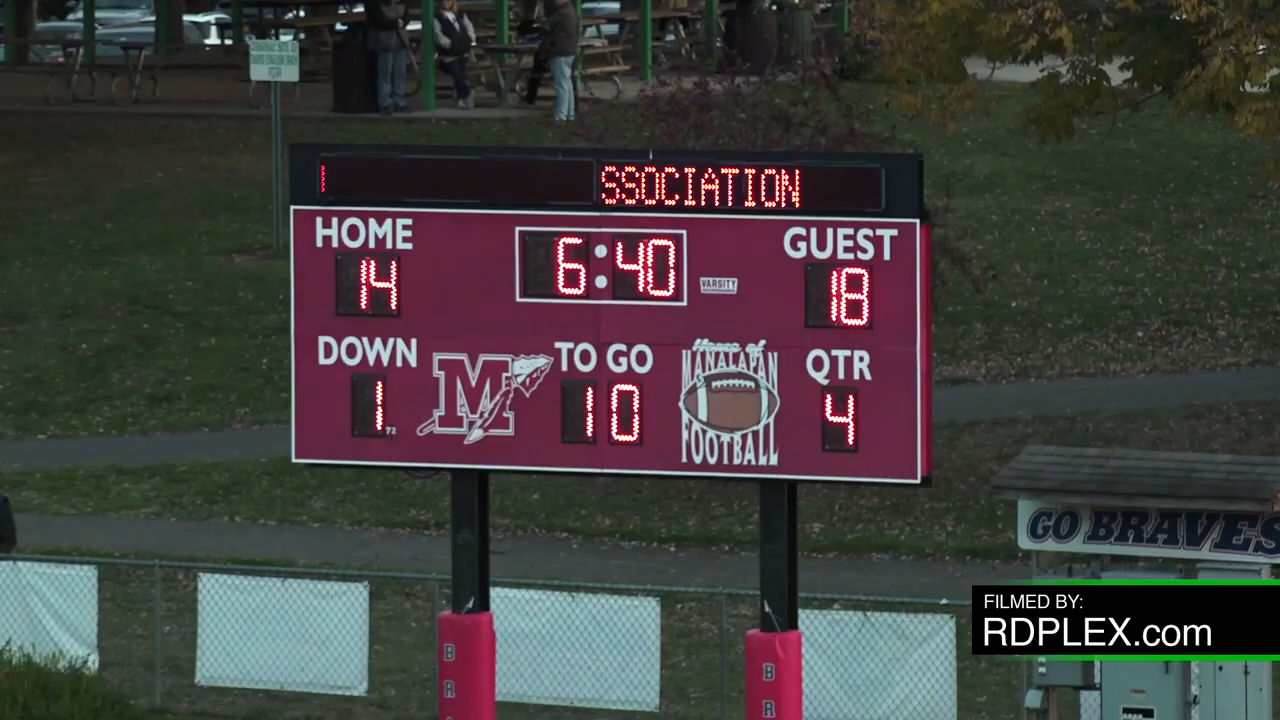 SSOCIATION
HOME
14
6:40
VARSITY
GUEST
18
DOWN
1
M
TO GO
10
Home of
MANALAPAN
FOOTBALL
QTR
4
GO BRAVES
B
R
B
R
FILMED BY:
RDPLEX.com